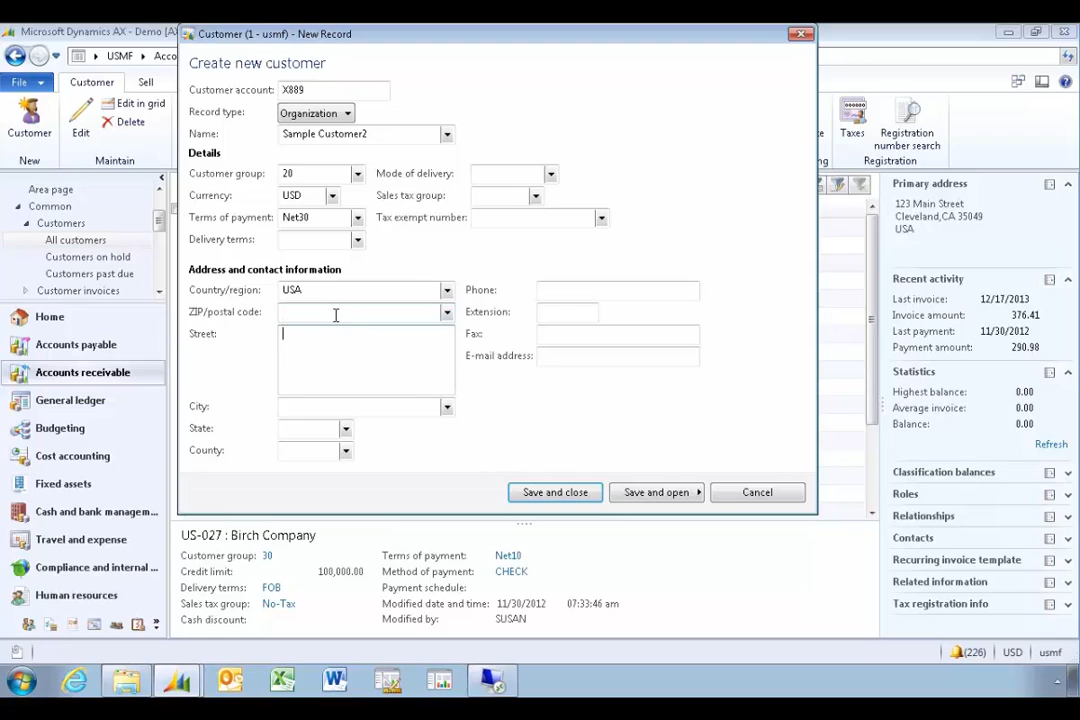 Microsoft Dynamics AX - Demo [A
Customer (1 - usmf) - New Record
USMF
Acco
File
Customer
Sell
Customer
Edit
Edit in grid
Delete
New
Maintain
Taxes
Registration
number search
Registration
Create new customer
Customer account: X889
Record type: Organization
Name: Sample Customer2
Details
Customer group: 20
Mode of delivery:
Currency: USD
Sales tax group:
Terms of payment: Net30
Tax exempt number:
Delivery terms:
Address and contact information
Country/region: USA
Phone:
ZIP/postal code:
Extension:
Street:
Fax:
E-mail address:
City:
State:
County:
Save and close
Save and open
Cancel
Area page
Common
Customers
All customers
Customers on hold
Customers past due
Customer invoices
Home
Accounts payable
Accounts receivable
General ledger
Budgeting
Cost accounting
Fixed assets
Cash and bank managem...
Travel and expense
Compliance and internal ...
Human resources
US-027 : Birch Company
Customer group: 30
Terms of payment: Net10
Credit limit: 100,000.00
Method of payment: CHECK
Delivery terms: FOB
Payment schedule:
Sales tax group: No-Tax
Modified date and time: 11/30/2012 07:33:46 am
Cash discount:
Modified by: SUSAN
Primary address
123 Main Street
Cleveland,CA 35049
USA
Recent activity
Last invoice: 12/17/2013
Invoice amount: 376.41
Last payment: 11/30/2012
Payment amount: 290.98
Statistics
Highest balance: 0.00
Average invoice: 0.00
Balance: 0.00
Refresh
Classification balances
Roles
Relationships
Contacts
Recurring invoice template
Related information
Tax registration info
(226)
USD
usmf